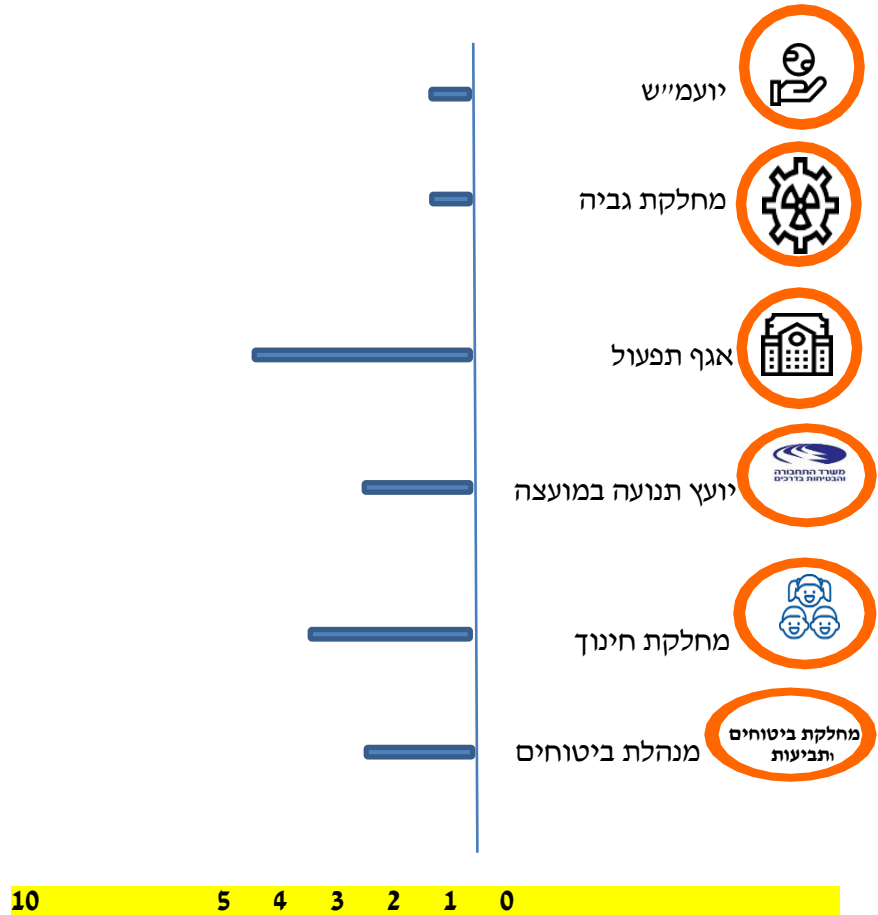 יועמ״ש
מחלקת גביה
אגף תפעול
משרד התחבורה
והבטיחות בדרכים
יועץ תנועה במועצה
מחלקת חינוך
מחלקת ביטוחים
ותביעות
מנהלת ביטוחים
0 1 2 3 4 5 10